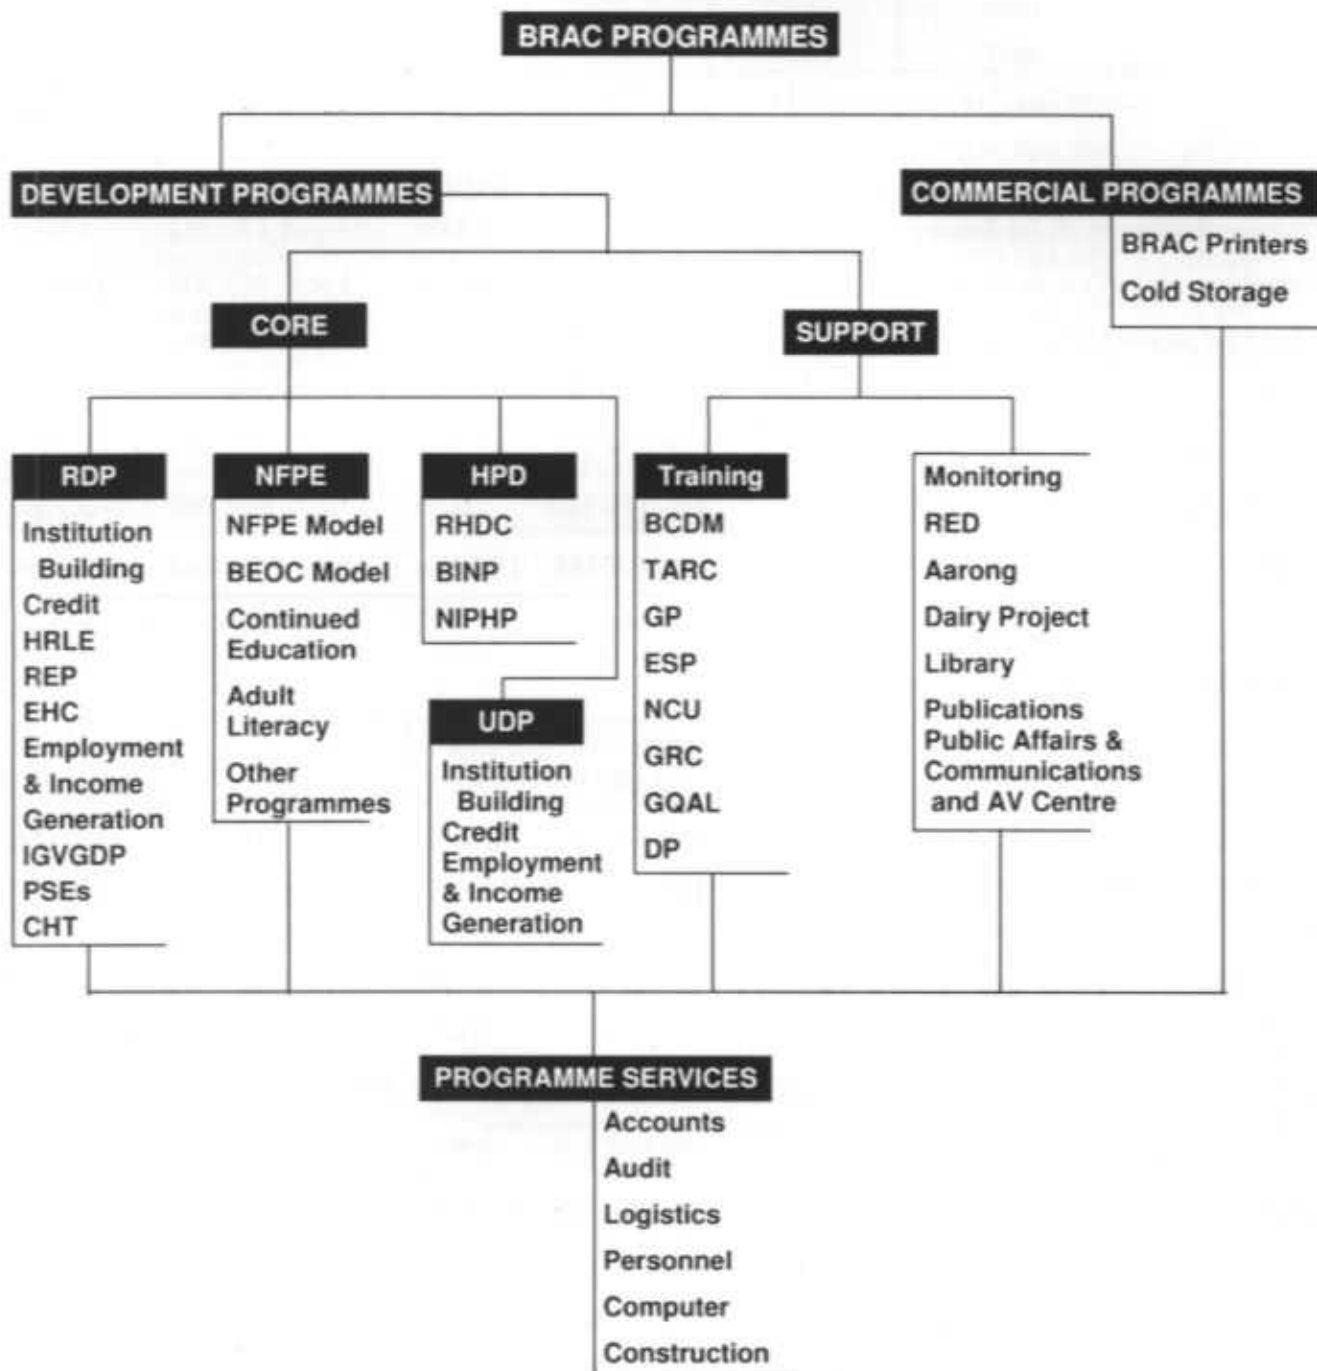 BRAC PROGRAMMES
DEVELOPMENT PROGRAMMES
COMMERCIAL PROGRAMMES
BRAC Printers
Cold Storage
CORE
SUPPORT
RDP
Institution
Building
Credit
HRLE
REP
EHC
Employment
& Income
Generation
IGVGDP
PSEs
CHT
NFPE
NFPE Model
BEOC Model
Continued
Education
Adult
Literacy
Other
Programmes
HPD
RHDC
BINP
NIPHP
UDP
Institution
Building
Credit
Employment
& Income
Generation
Training
BCDM
TARC
GP
ESP
NCU
GRC
GQAL
DP
Monitoring
RED
Aarong
Dairy Project
Library
Publications
Public Affairs &
Communications
and AV Centre
PROGRAMME SERVICES
Accounts
Audit
Logistics
Personnel
Computer
Construction